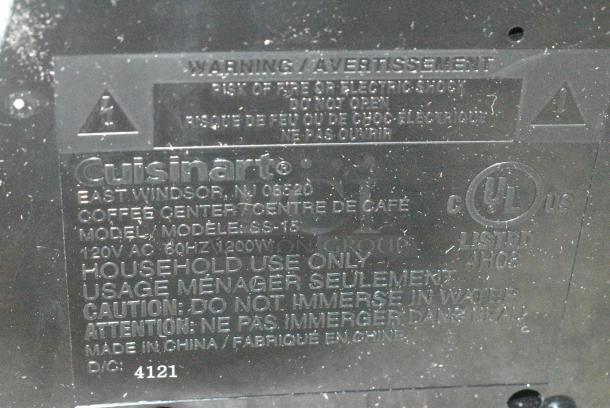 WARNING / AVERTISSEMENT
RISK OF FIRE OR ELECTRIC SHOCK
DO NOT OPEN
RISQUE DE FEU OU DE CHOC ÉLECTRIQUE
NE PAS OUVRIR
Cuisinart®
EAST WINDSOR, NJ 08520
COFFEE CENTER / CENTRE DE CAFÉ
MODEL / MODÈLE: SS-15
120V AC 60HZ 1200W
HOUSEHOLD USE ONLY
USAGE MÉNAGER SEULEMENT
CAUTION: DO NOT IMMERSE IN WATER
ATTENTION: NE PAS IMMERGER DANS L'EAU
MADE IN CHINA / FABRIQUÉ EN CHINE
D/C: 4121
C UL US
LISTED
4H08